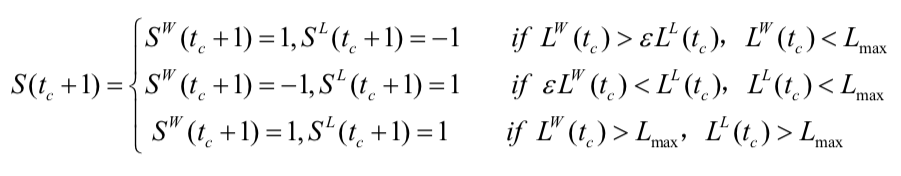 S^W(t_c+1)=1,S^L(t_c+1)=−1 if L^W(t_c)>εL^L(t_c), L^W(t_c)<L_max
S(t_c+1)={S^W(t_c+1)=−1,S^L(t_c+1)=1 if εL^W(t_c)<L^L(t_c), L^L(t_c)<L_max
S^W(t_c+1)=1,S^L(t_c+1)=1 if L^W(t_c)>L_max, L^L(t_c)>L_max